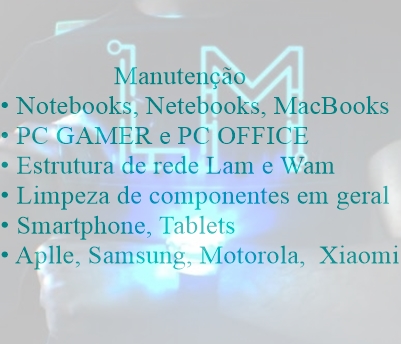 LM
Manutenção
• Notebooks, Netebooks, MacBooks
• PC GAMER e PC OFFICE
• Estrutura de rede Lam e Wam
• Limpeza de componentes em geral
• Smartphone, Tablets
• Aplle, Samsung, Motorola, Xiaomi